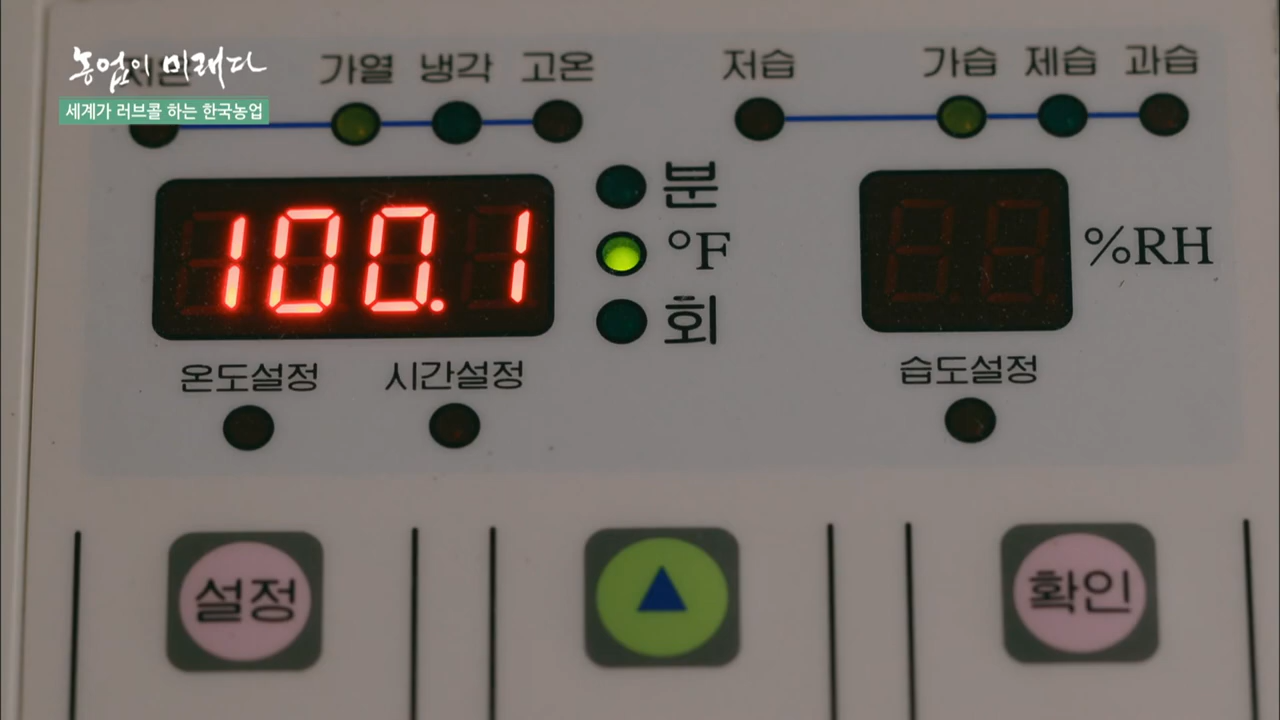 농업이 미래다
세계가 러브콜 하는 한국농업
가열 냉각 고온
저습 가습 제습 과습
100.1
분
°F
회
%RH
온도설정 시간설정
습도설정
설정 ▲ 확인